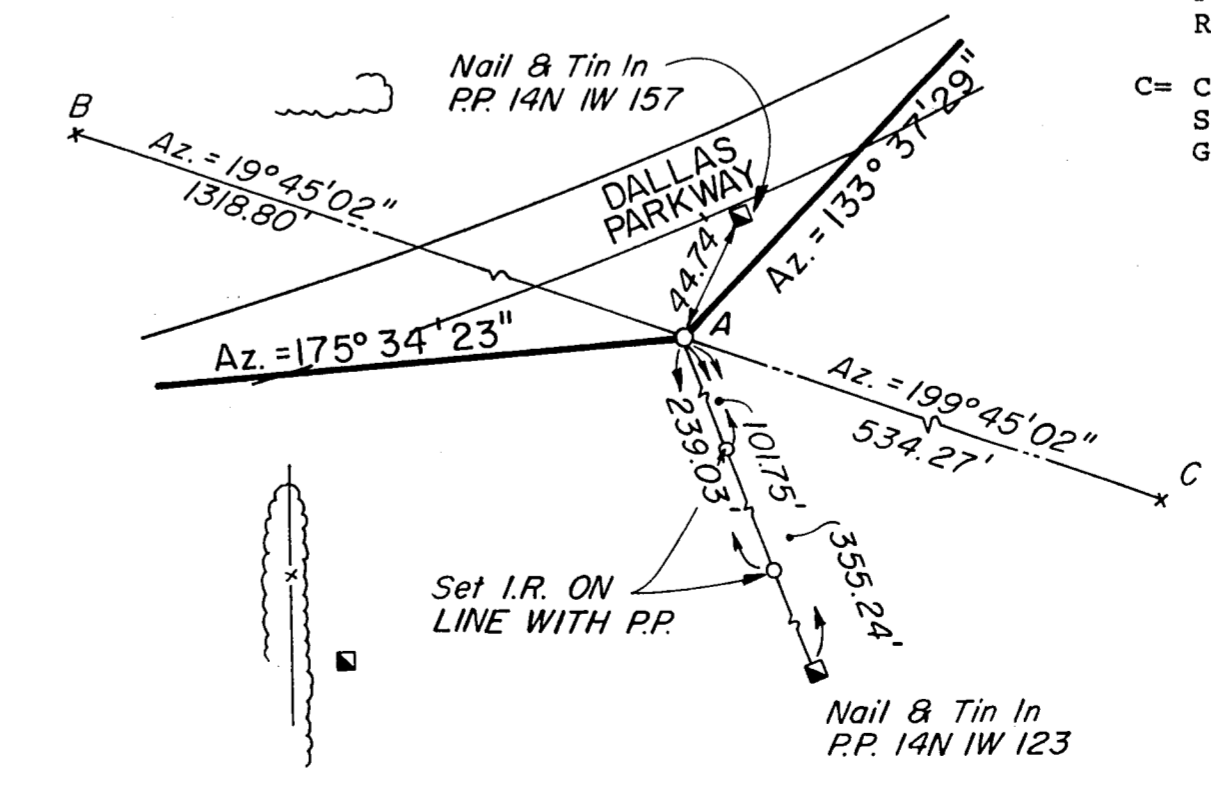 R
Nail & Tin In
P.P. 14N 1W 157
C= C
S
G
B
Az. = 19°45'02"
1318.80'
DALLAS
PARKWAY
44.74'
Az. = 133° 37' 29"
A
Az. = 175° 34' 23"
Az. = 199°45'02"
534.27'
C
239.03'
101.75'
355.24'
Set I.R. ON
LINE WITH P.P.
Nail & Tin In
P.P. 14N 1W 123